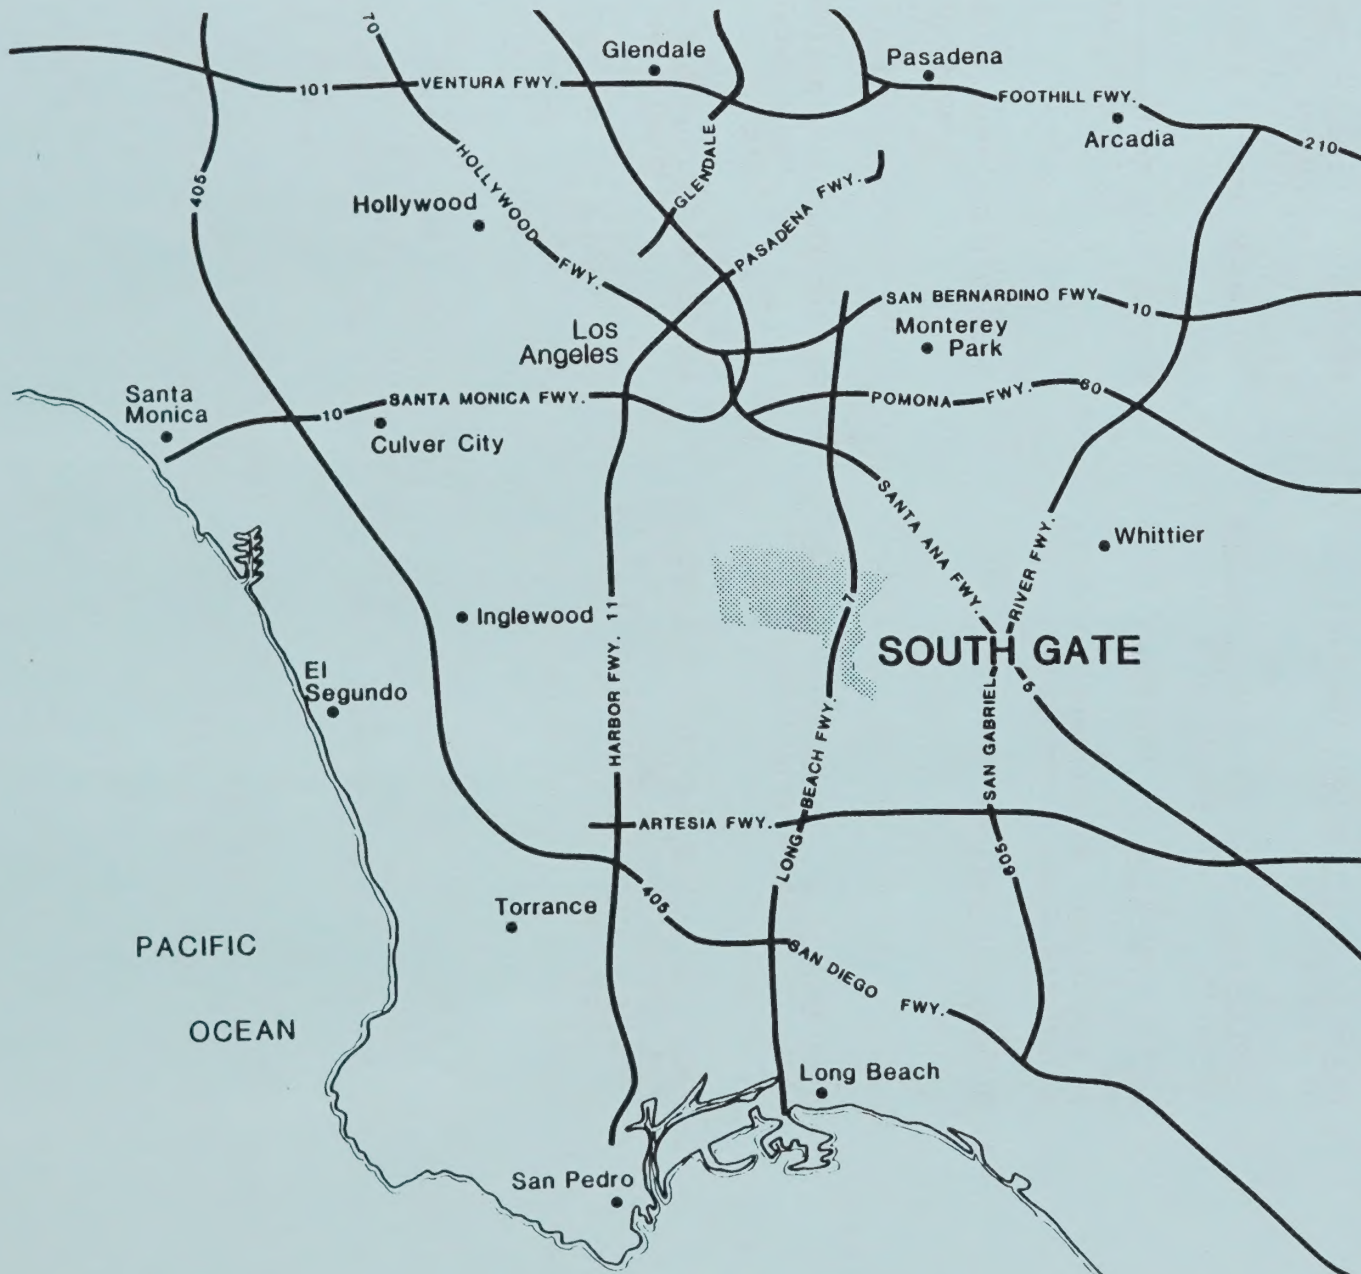 70
Glendale
Pasadena
101
VENTURA FWY.
FOOTHILL FWY.
Arcadia
210
405
HOLLYWOOD FWY.
GLENDALE
Hollywood
PASADENA FWY.
SAN BERNARDINO FWY
10
Los
Angeles
Monterey
Park
Santa
Monica
10
SANTA MONICA FWY.
POMONA FWY.
60
Culver City
SANTA ANA FWY.
RIVER FWY.
Whittier
Inglewood
HARBOR FWY. 11
7
SOUTH GATE
El
Segundo
5
SAN GABRIEL
LONG BEACH FWY.
ARTESIA FWY.
605
405
Torrance
SAN DIEGO FWY.
PACIFIC
OCEAN
Long Beach
San Pedro